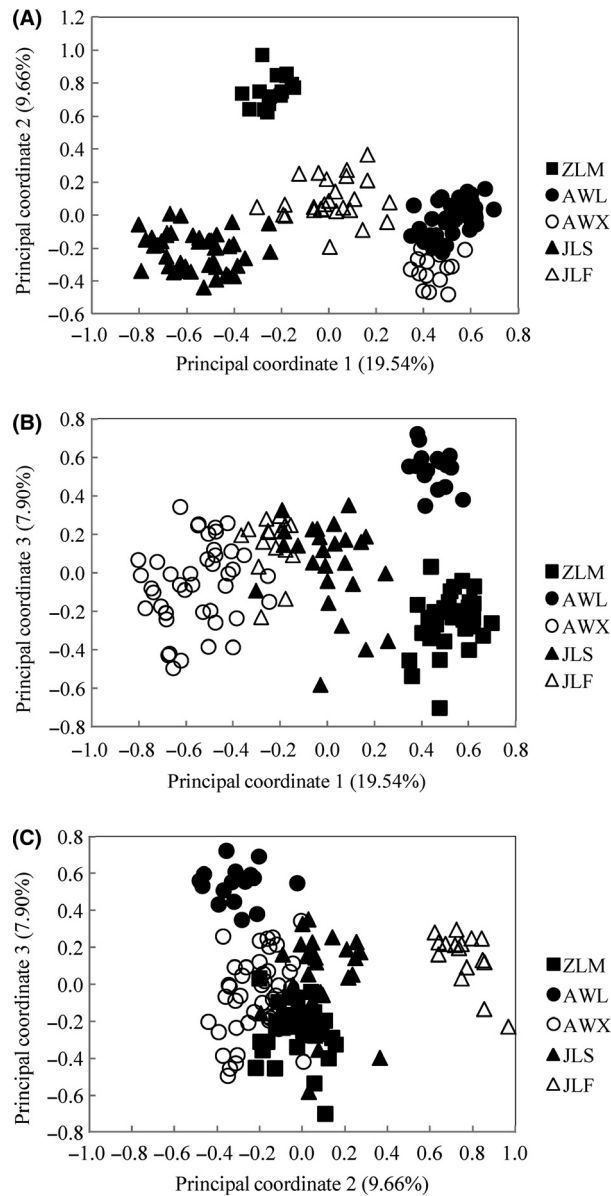 (A)
1.2
1.0
0.8
0.6
0.4
0.2
0.0
−0.2
−0.4
−0.6
Principal coordinate 2 (9.66%)
−1.0 −0.8 −0.6 −0.4 −0.2 0.0 0.2 0.4 0.6 0.8
Principal coordinate 1 (19.54%)
ZLM
AWL
AWX
JLS
JLF
(B)
0.8
0.6
0.4
0.2
0.0
−0.2
−0.4
−0.6
−0.8
Principal coordinate 3 (7.90%)
−1.0 −0.8 −0.6 −0.4 −0.2 0.0 0.2 0.4 0.6 0.8
Principal coordinate 1 (19.54%)
ZLM
AWL
AWX
JLS
JLF
(C)
0.8
0.6
0.4
0.2
0.0
−0.2
−0.4
−0.6
−0.8
Principal coordinate 3 (7.90%)
−1.0 −0.8 −0.6 −0.4 −0.2 0.0 0.2 0.4 0.6 0.8 1.0
Principal coordinate 2 (9.66%)
ZLM
AWL
AWX
JLS
JLF